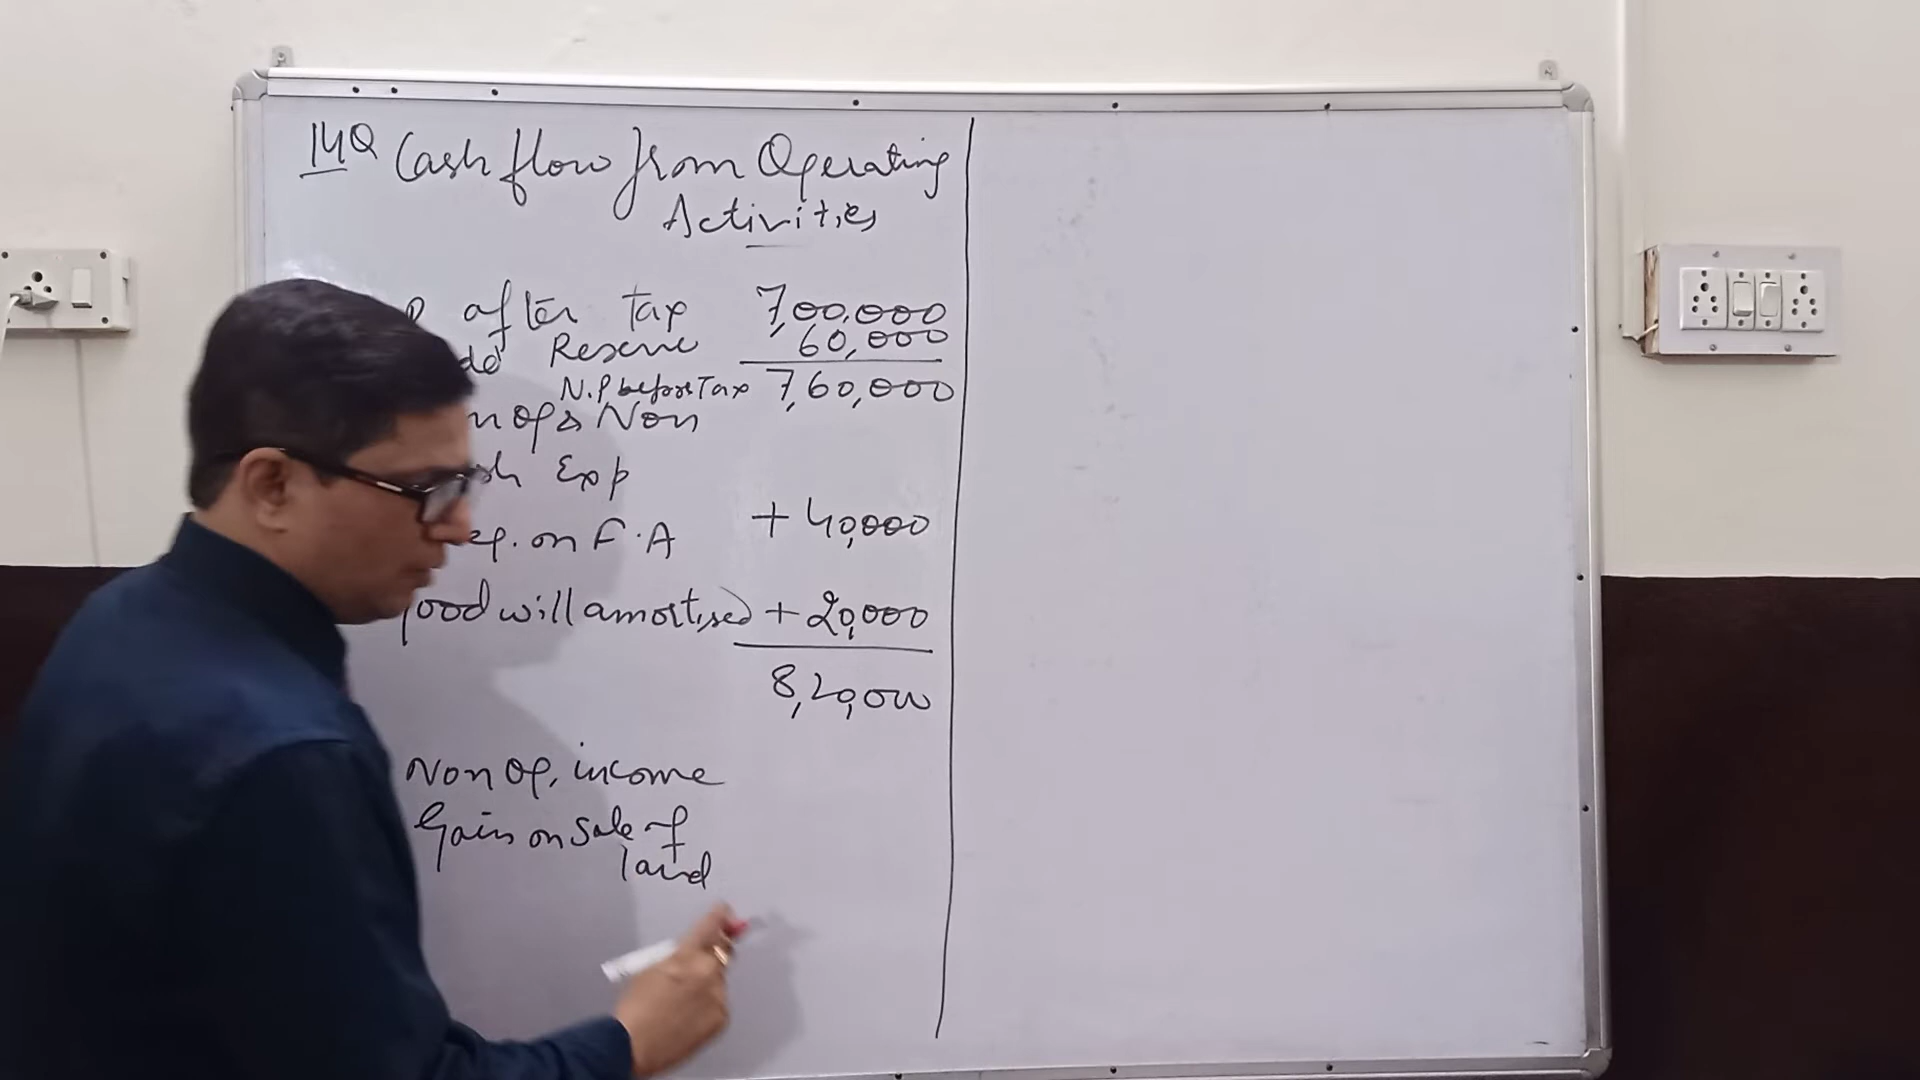 14Q Cash flow from Operating
Activities
after Tax 7,00,000
Reserve 60,000
N.P before Tax 7,60,000
Non
Exp
on F.A + 40,000
Goodwill amortised + 20,000
8,20,000
Non Op. income
Gain on Sale of
land